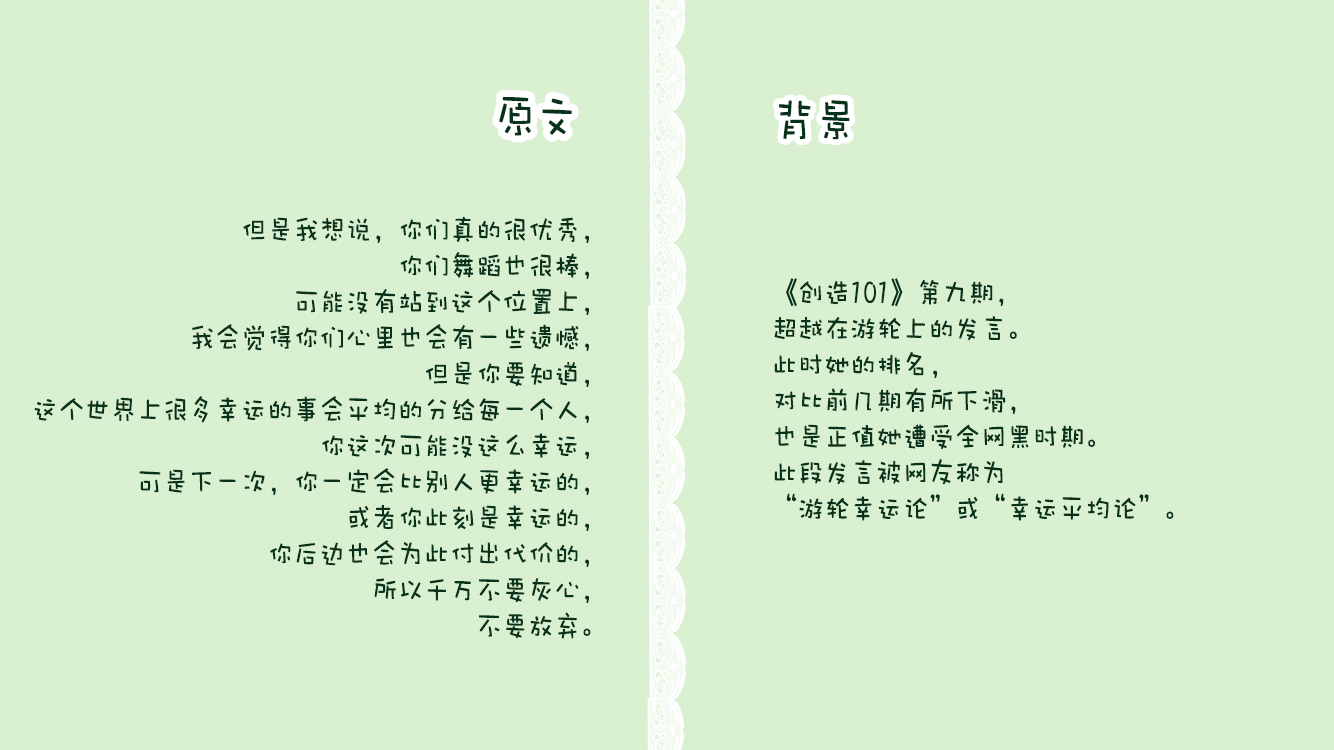 原文
但是我想说，你们真的很优秀，
你们舞蹈也很棒，
可能没有站到这个位置上，
我会觉得你们心里也会有一些遗憾，
但是你要知道，
这个世界上很多幸运的事会平均的分给每一个人，
你这次可能没这么幸运，
可是下一次，你一定会比别人更幸运的，
或者你此刻是幸运的，
你后边也会为此付出代价的，
所以千万不要灰心，
不要放弃。
背景
《创造101》第九期，
超越在游轮上的发言。
此时她的排名，
对比前几期有所下滑，
也是正值她遭受全网黑时期。
此段发言被网友称为
“游轮幸运论”或“幸运平均论”。